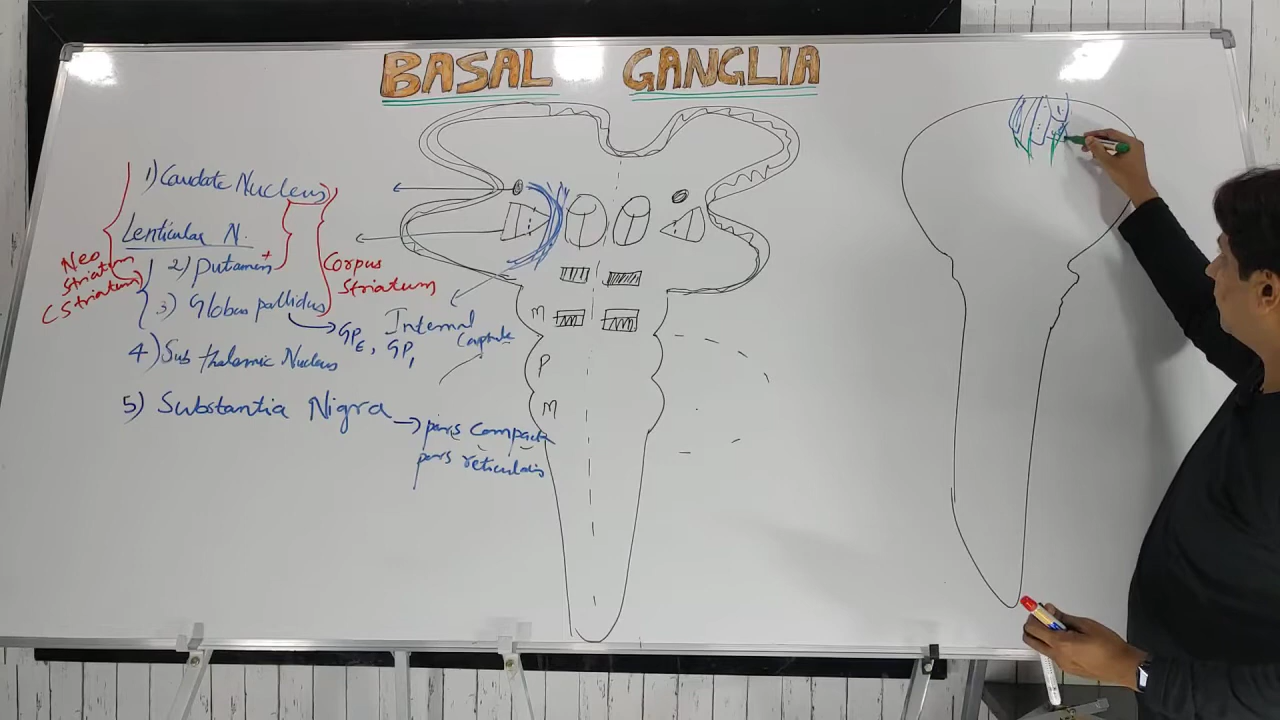 BASAL GANGLIA
1) Caudate Nucleus
Lenticular N.
2) putamen +
3) Globus pallidus
GPE, GPI
4) Sub thalamic Nucleus
5) Substantia Nigra
pars Compacta
pars reticularis
Neo
striatum
(Striatum)
Corpus
Striatum
Internal
Capsule
M
P
M